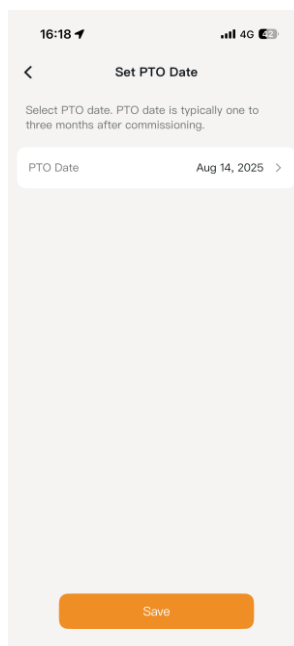 16:18 4G 42
Set PTO Date
Select PTO date. PTO date is typically one to
three months after commissioning.
PTO Date Aug 14, 2025
Save